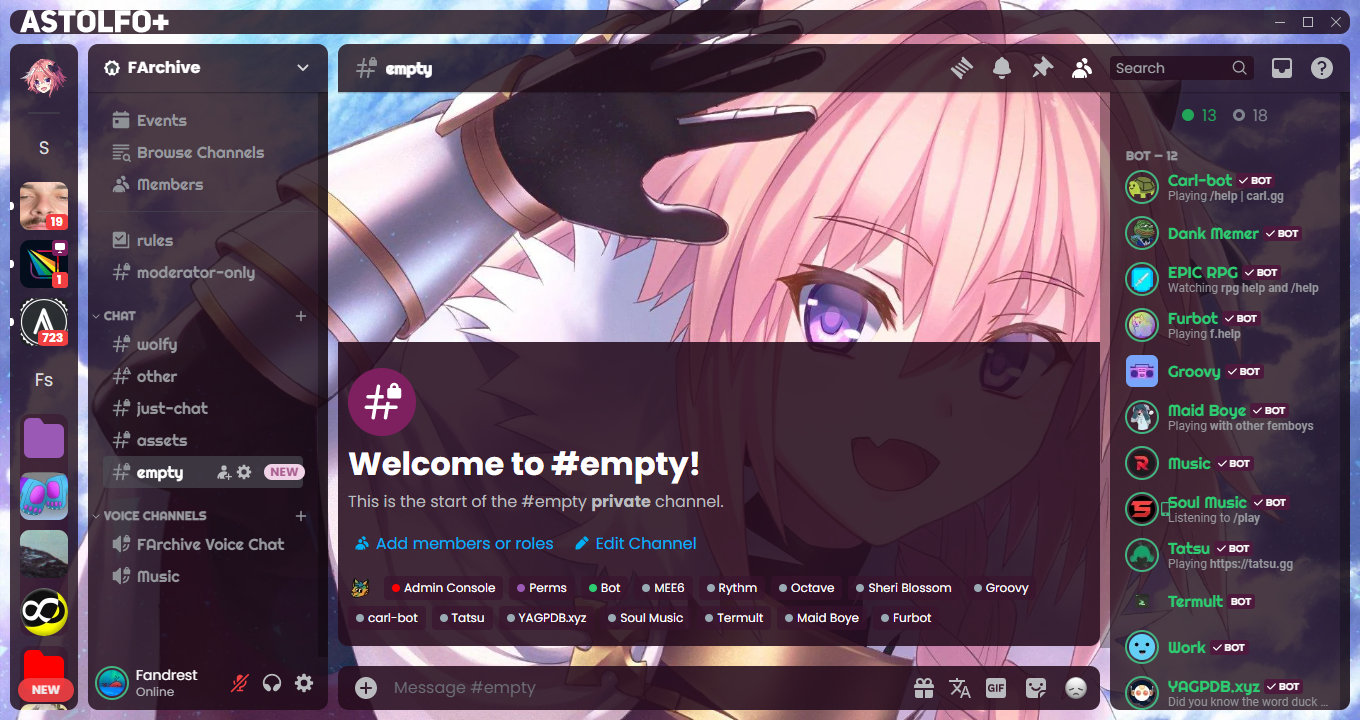 ASTOLFO+
S
19
1
723
Fs
NEW
FArchive
Events
Browse Channels
Members
rules
moderator-only
CHAT
wolfy
other
just-chat
assets
empty NEW
VOICE CHANNELS
FArchive Voice Chat
Music
Fandrest
Online
empty
Search
Welcome to #empty!
This is the start of the #empty private channel.
Add members or roles Edit Channel
Admin Console Perms Bot MEE6 Rythm Octave Sheri Blossom Groovy
carl-bot Tatsu YAGPDB.xyz Soul Music Termult Maid Boye Furbot
Message #empty
GIF
13 18
BOT — 12
Carl-bot BOT
Playing /help | carl.gg
Dank Memer BOT
EPIC RPG BOT
Watching rpg help and /help
Furbot BOT
Playing f.help
Groovy BOT
Maid Boye BOT
Playing with other femboys
Music BOT
Soul Music BOT
Listening to /play
Tatsu BOT
Playing https://tatsu.gg
Termult BOT
Work BOT
YAGPDB.xyz BOT
Did you know the word duck ...